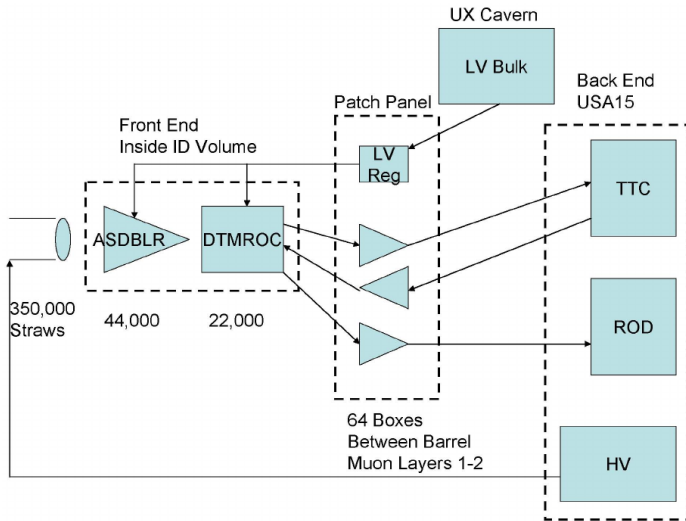 UX Cavern
LV Bulk
Back End
USA15
Patch Panel
Front End
Inside ID Volume
LV
Reg
TTC
ASDBLR
DTMROC
350,000
Straws
44,000
22,000
ROD
64 Boxes
Between Barrel
Muon Layers 1-2
HV